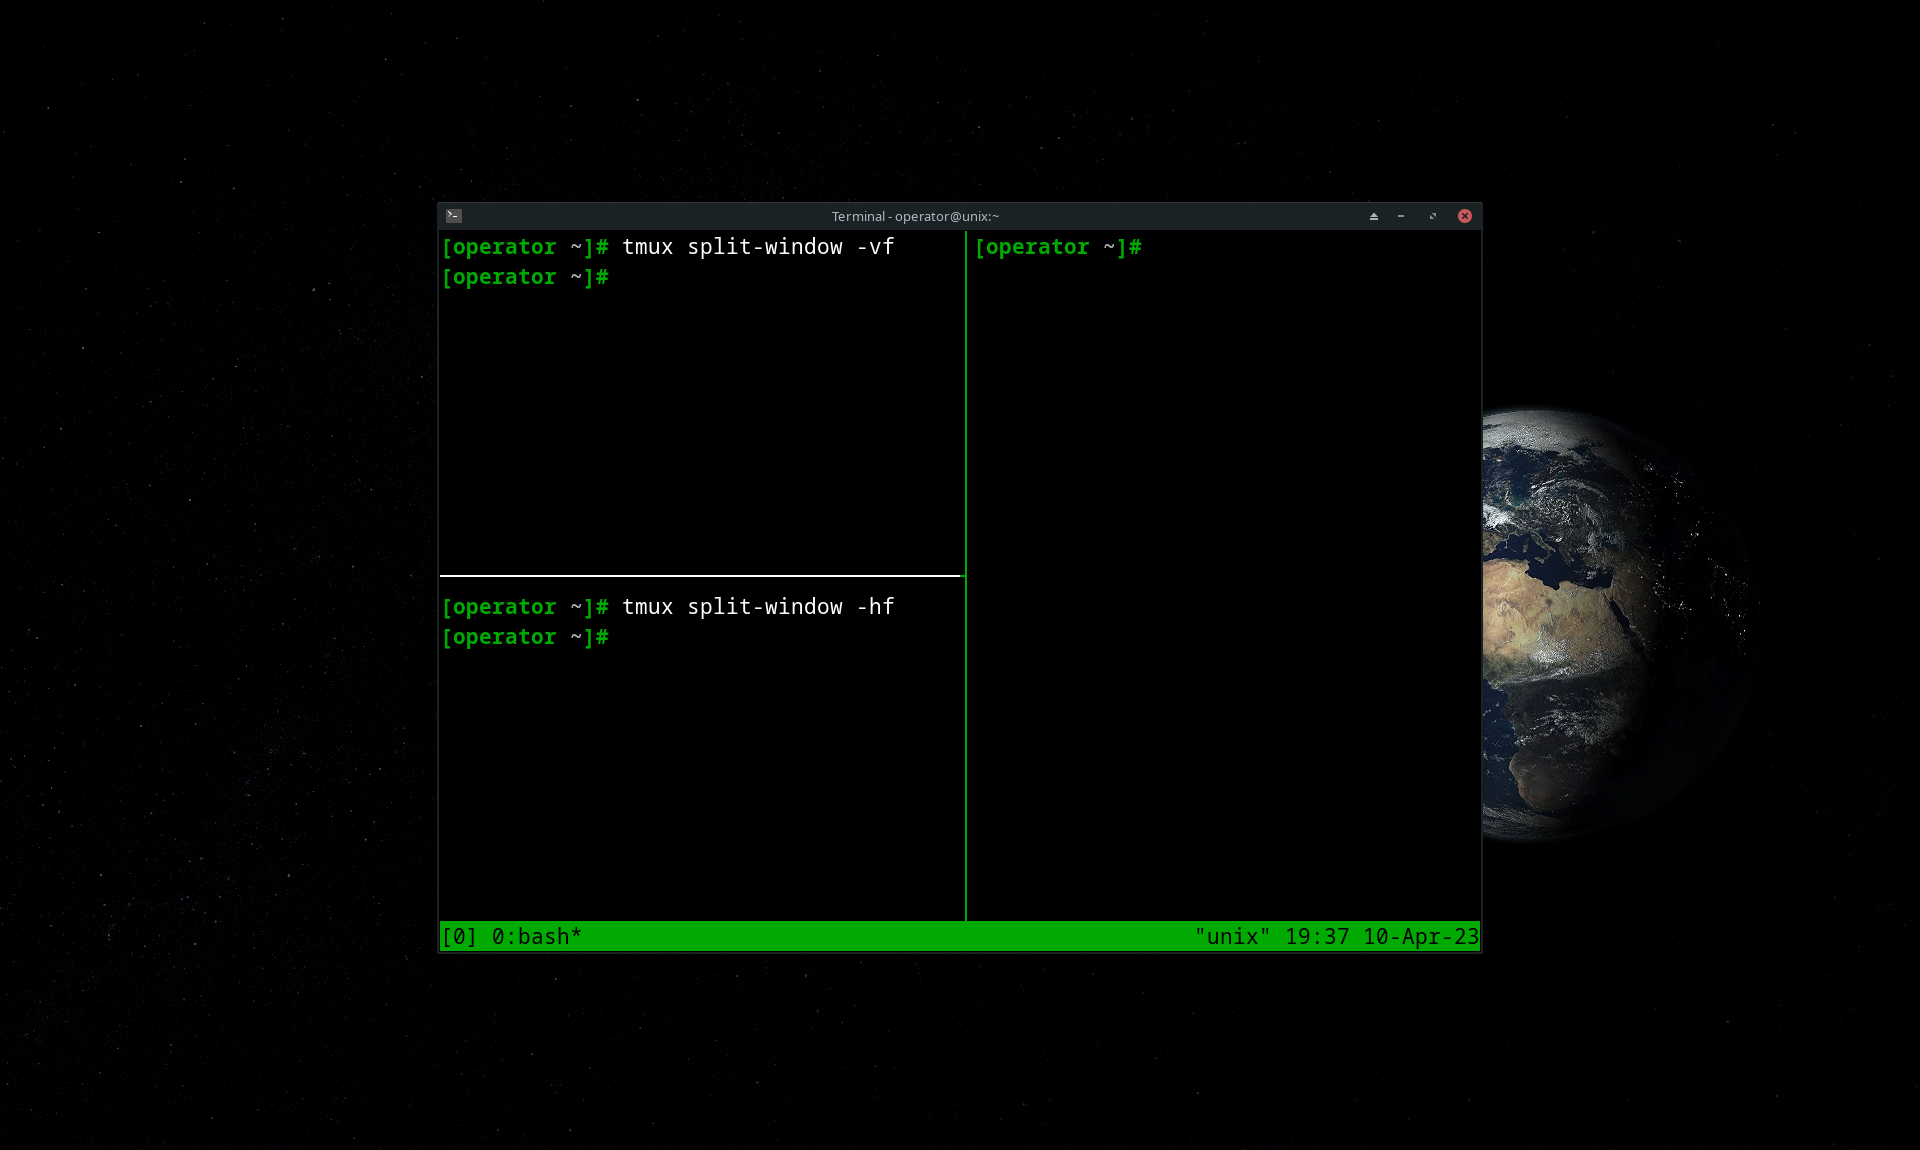 Terminal - operator@unix:~
[operator ~]# tmux split-window -vf
[operator ~]#
[operator ~]# tmux split-window -hf
[operator ~]#
[operator ~]#
[0] 0:bash* "unix" 19:37 10-Apr-23